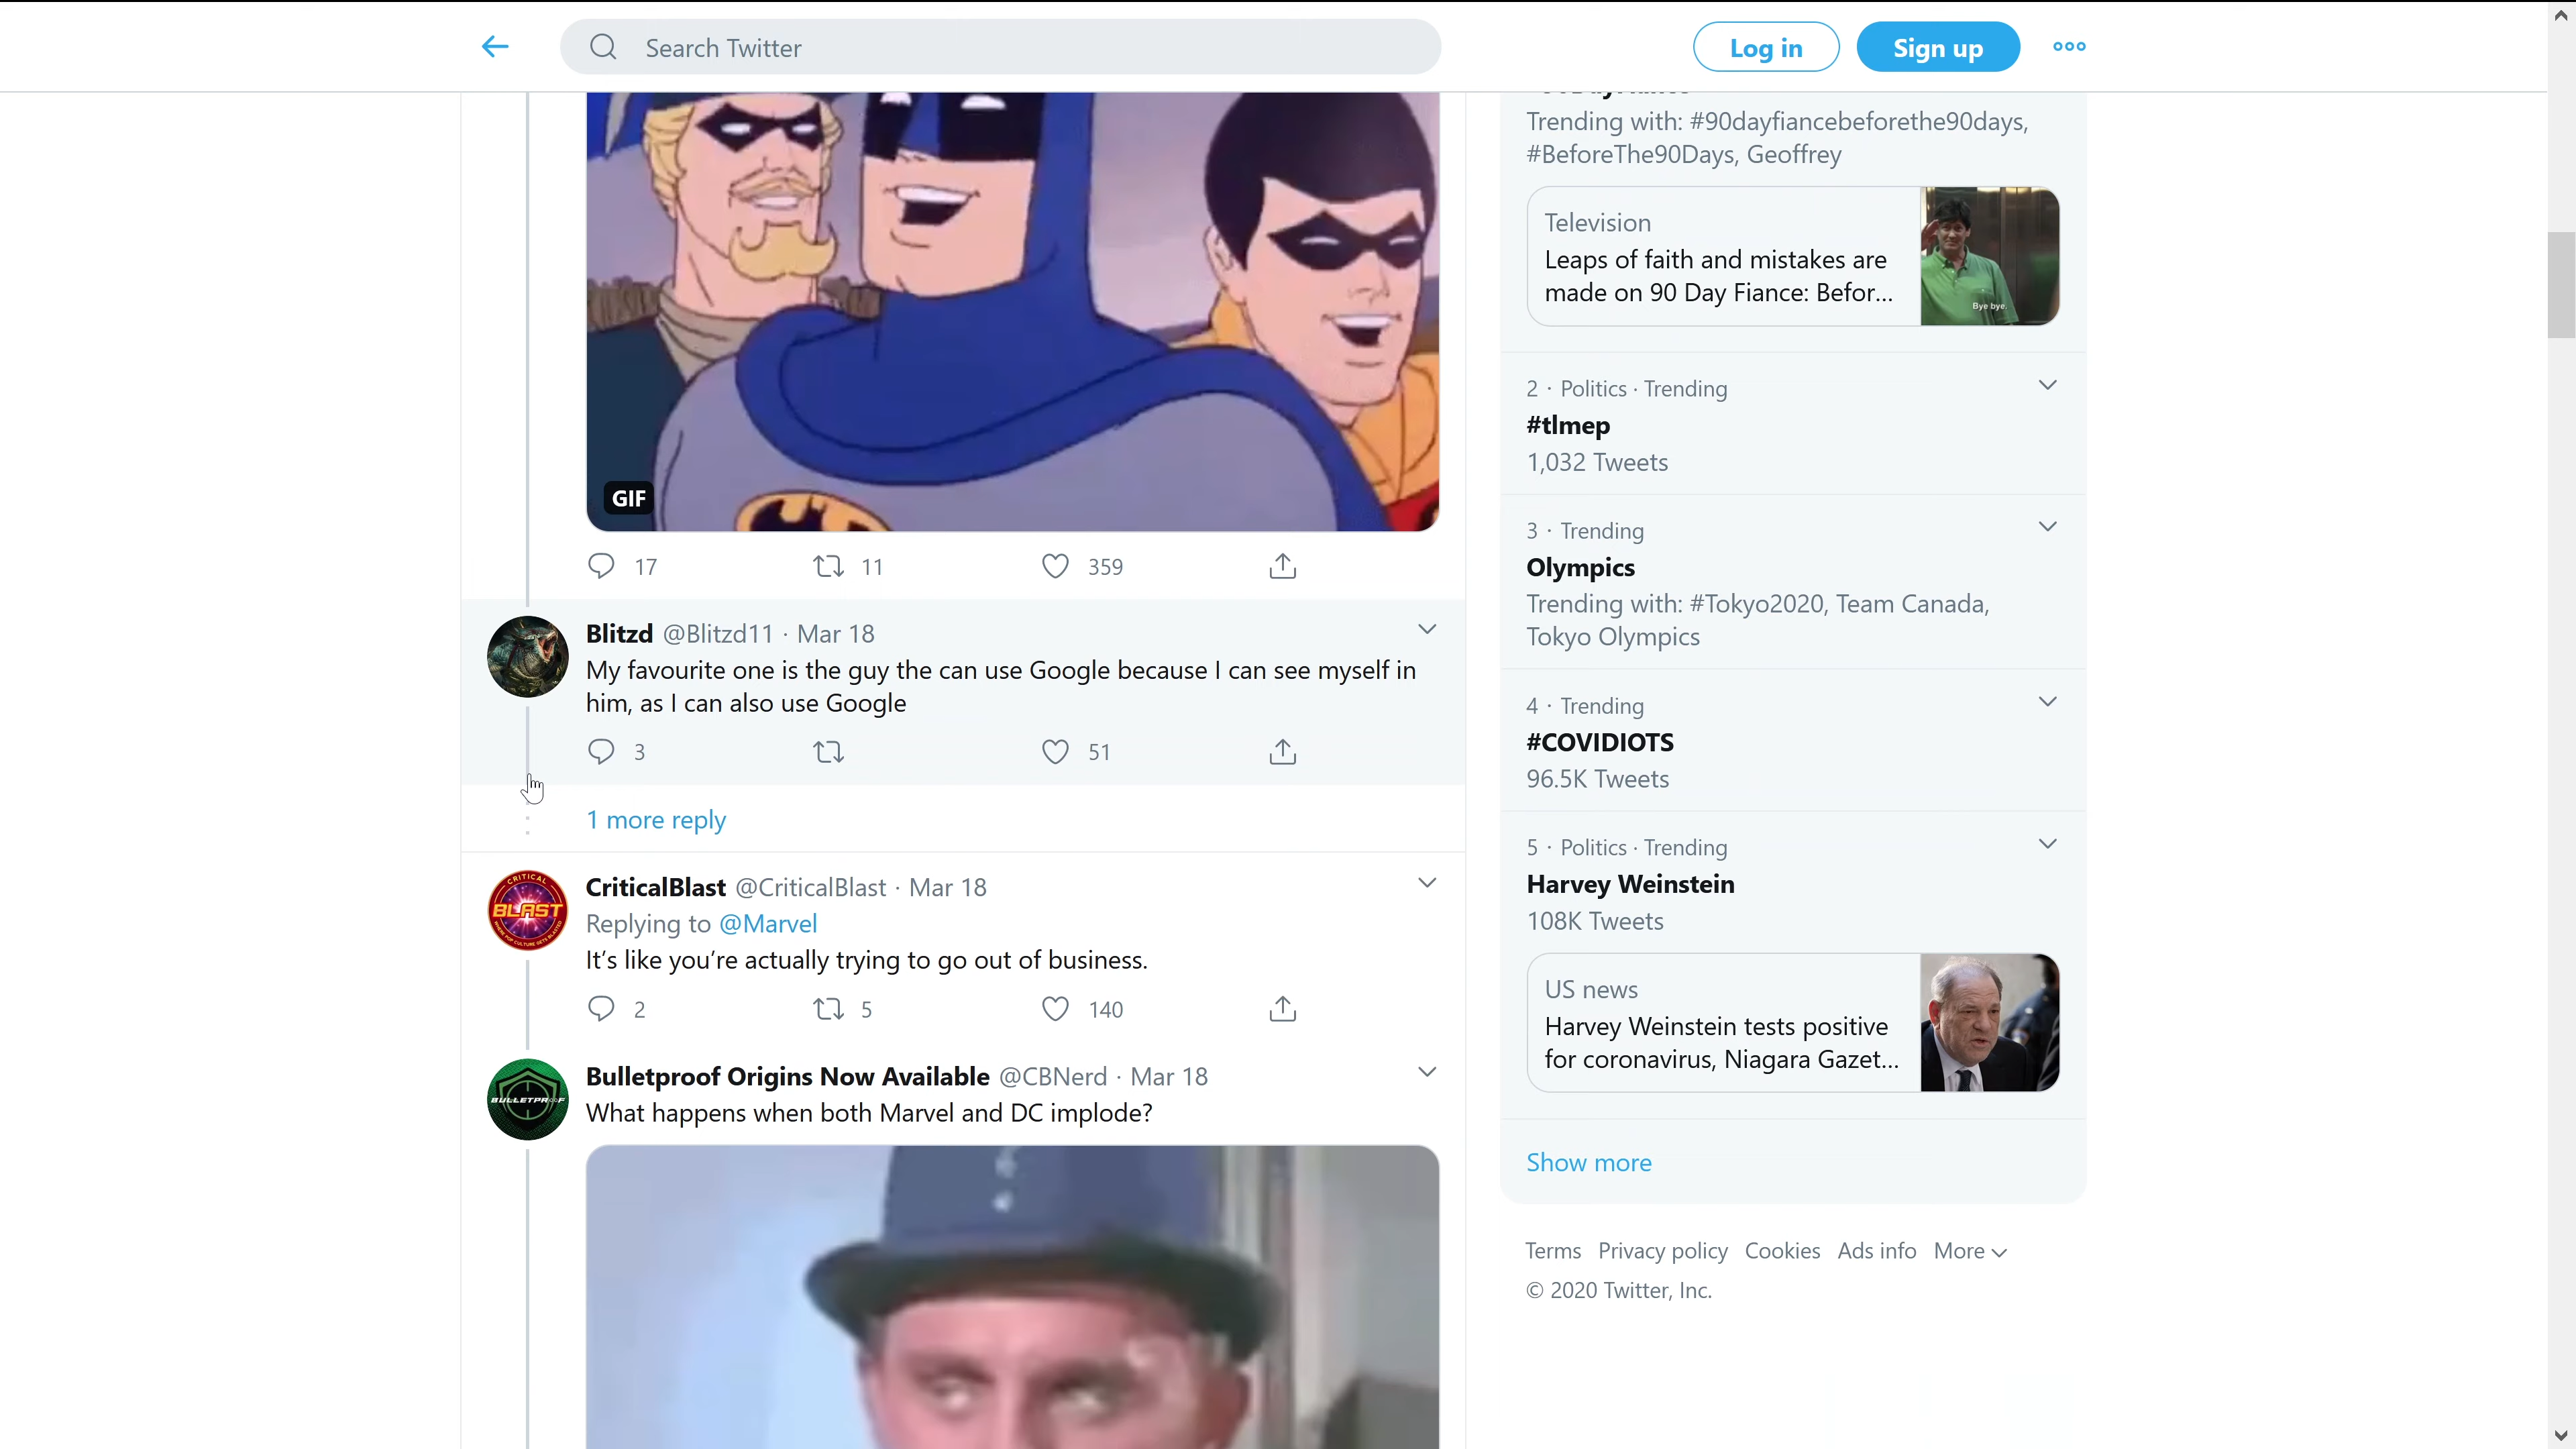 Search Twitter
Log in
Sign up
GIF
17
11
359
Blitzd @Blitzd11 · Mar 18
My favourite one is the guy the can use Google because I can see myself in
him, as I can also use Google
3
51
1 more reply
CRITICAL
BLAST
CriticalBlast @CriticalBlast · Mar 18
Replying to @Marvel
It's like you're actually trying to go out of business.
2
5
140
BULLETPROOF
Bulletproof Origins Now Available @CBNerd · Mar 18
What happens when both Marvel and DC implode?
Trending with: #90dayfiancebeforethe90days,
#BeforeThe90Days, Geoffrey
Television
Leaps of faith and mistakes are
made on 90 Day Fiance: Befor...
Bye bye.
2 · Politics · Trending
#tlmep
1,032 Tweets
3 · Trending
Olympics
Trending with: #Tokyo2020, Team Canada,
Tokyo Olympics
4 · Trending
#COVIDIOTS
96.5K Tweets
5 · Politics · Trending
Harvey Weinstein
108K Tweets
US news
Harvey Weinstein tests positive
for coronavirus, Niagara Gazet...
Show more
Terms Privacy policy Cookies Ads info More
© 2020 Twitter, Inc.